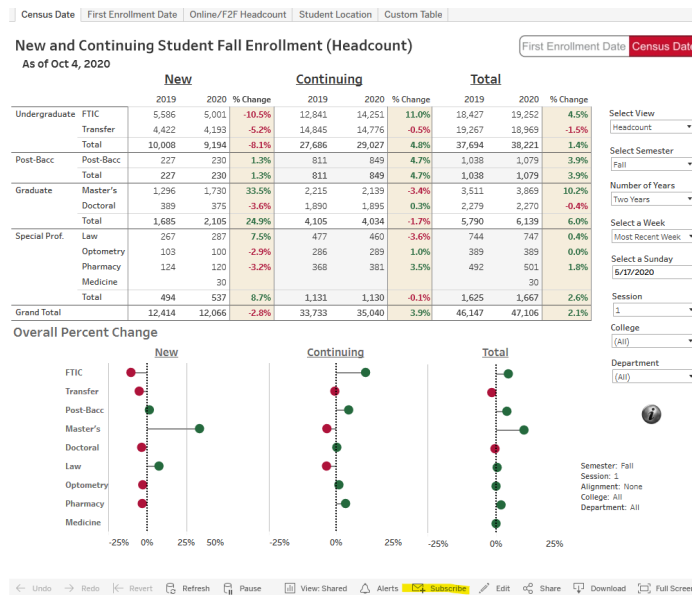 Census Date First Enrollment Date Online/F2F Headcount Student Location Custom Table
New and Continuing Student Fall Enrollment (Headcount)
First Enrollment Date Census Date
As of Oct 4, 2020
New Continuing Total
2019 2020 % Change 2019 2020 % Change 2019 2020 % Change
Undergraduate FTIC 5,586 5,001 -10.5% 12,841 14,251 11.0% 18,427 19,252 4.5%
Transfer 4,422 4,193 -5.2% 14,845 14,776 -0.5% 19,267 18,969 -1.5%
Total 10,008 9,194 -8.1% 27,686 29,027 4.8% 37,694 38,221 1.4%
Post-Bacc Post-Bacc 227 230 1.3% 811 849 4.7% 1,038 1,079 3.9%
Total 227 230 1.3% 811 849 4.7% 1,038 1,079 3.9%
Graduate Master's 1,296 1,730 33.5% 2,215 2,139 -3.4% 3,511 3,869 10.2%
Doctoral 389 375 -3.6% 1,890 1,895 0.3% 2,279 2,270 -0.4%
Total 1,685 2,105 24.9% 4,105 4,034 -1.7% 5,790 6,139 6.0%
Special Prof. Law 267 287 7.5% 477 460 -3.6% 744 747 0.4%
Optometry 103 100 -2.9% 286 289 1.0% 389 389 0.0%
Pharmacy 124 120 -3.2% 368 381 3.5% 492 501 1.8%
Medicine 30 30
Total 494 537 8.7% 1,131 1,130 -0.1% 1,625 1,667 2.6%
Grand Total 12,414 12,066 -2.8% 33,733 35,040 3.9% 46,147 47,106 2.1%
Select View
Headcount
Select Semester
Fall
Number of Years
Two Years
Select a Week
Most Recent Week
Select a Sunday
5/17/2020
Session
1
College
(All)
Department
(All)
i
Overall Percent Change
New Continuing Total
FTIC
Transfer
Post-Bacc
Master's
Doctoral
Law
Optometry
Pharmacy
Medicine
-25% 0% 25% 50% -25% 0% 25% -25% 0% 25%
Semester: Fall
Session: 1
Alignment: None
College: All
Department: All
Undo Redo Revert Refresh Pause View: Shared Alerts Subscribe Edit Share Download Full Screen